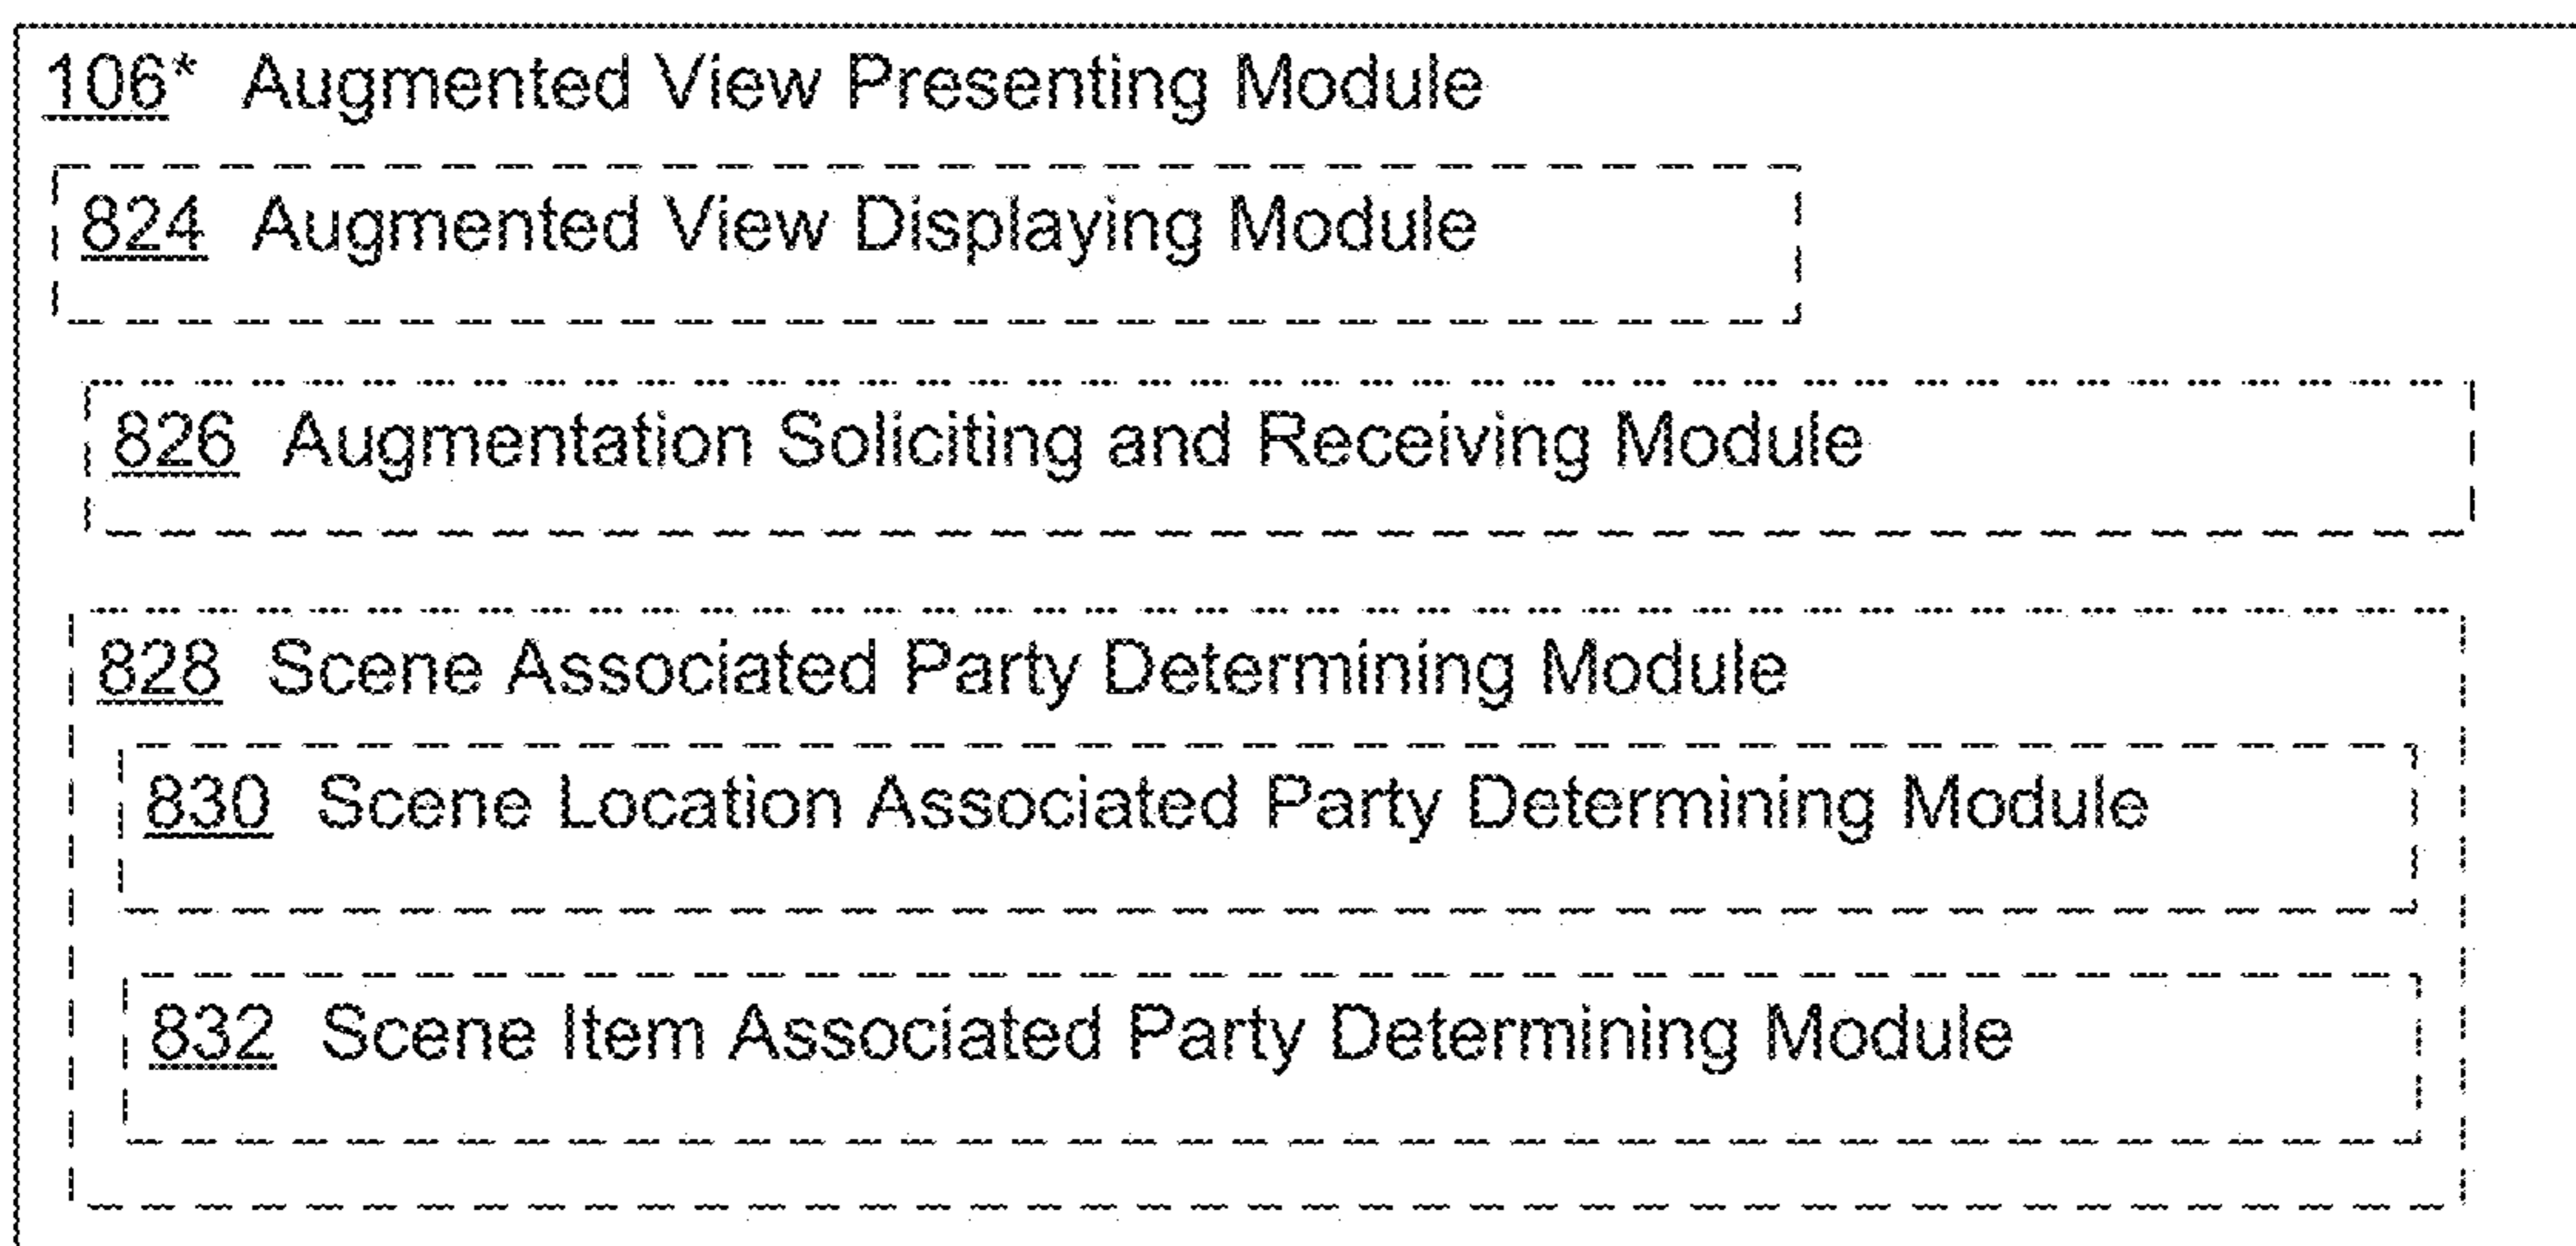 106* Augmented View Presenting Module
824 Augmented View Displaying Module
826 Augmentation Soliciting and Receiving Module
828 Scene Associated Party Determining Module
830 Scene Location Associated Party Determining Module
832 Scene Item Associated Party Determining Module